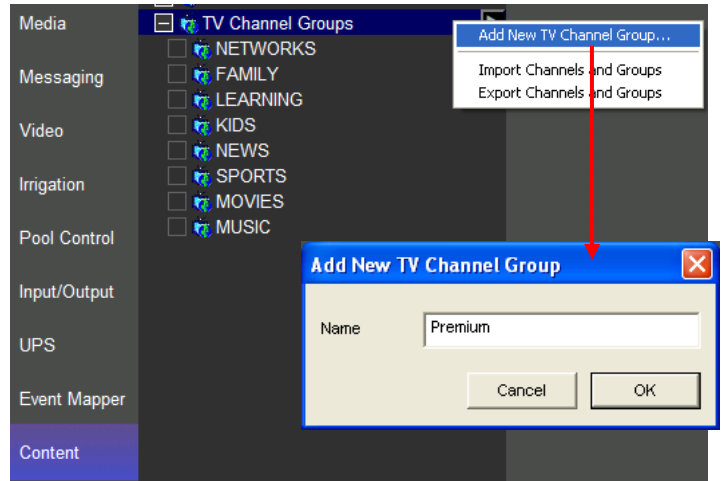 Media
Messaging
Video
Irrigation
Pool Control
Input/Output
UPS
Event Mapper
Content
TV Channel Groups
NETWORKS
FAMILY
LEARNING
KIDS
NEWS
SPORTS
MOVIES
MUSIC
Add New TV Channel Group...
Import Channels and Groups
Export Channels and Groups
Add New TV Channel Group
Name
Premium
Cancel
OK